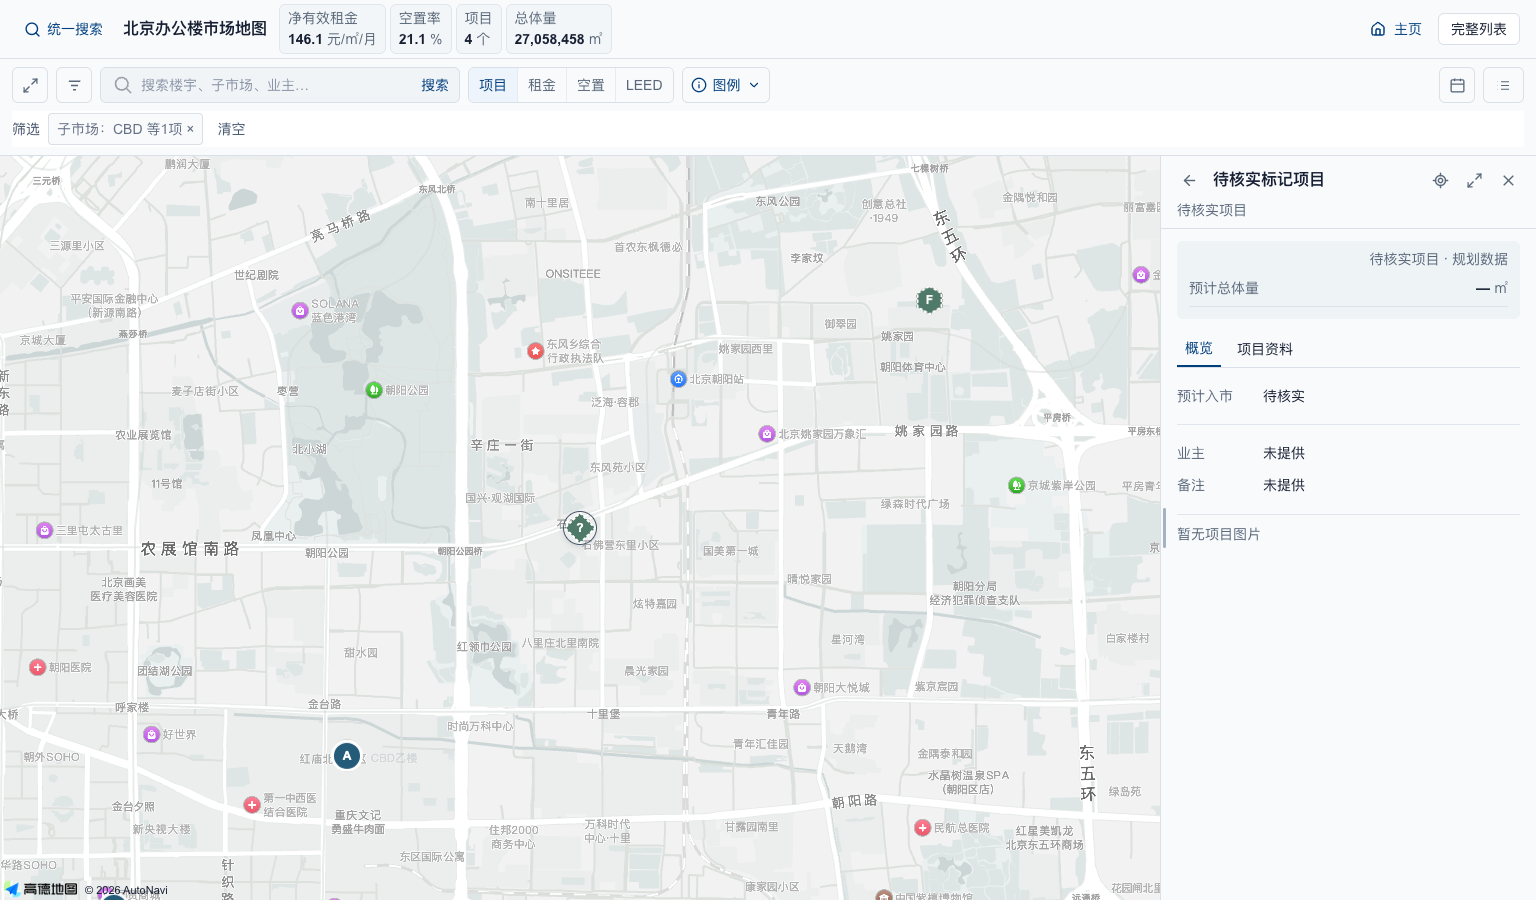 统一搜索
北京办公楼市场地图
净有效租金
146.1 元/㎡/月
空置率
21.1 %
项目
4 个
总体量
27,058,458 ㎡
主页
完整列表
搜索楼宇、子市场、业主...
搜索
项目
租金
空置
LEED
图例
筛选
子市场：CBD 等1项 ×
清空
鹏润大厦
三元桥
东风北桥
七棵树桥
南十里居
东风公园
创意总社
·1949
金隅悦和园
亮马桥路
东五环
三源里小区
首农东枫德必
李家坟
世纪剧院
ONSITEEE
平安国际金融中心
(新源南路)
SOLANA
蓝色港湾
F
京城大厦
燕莎桥
东风乡综合
行政执法队
御翠园
姚家园
姚家园西里
新东路
麦子店街小区
枣营
朝阳公园
北京朝阳站
朝阳体育中心
泛海·容郡
平房桥
农业展览馆
北小湖
辛庄一街
北京姚家园万象汇
姚家园路
11号馆
东风苑小区
国兴·观湖国际
绿森时代广场
京城紫岸公园
三里屯太古里
凤凰中心
?
农展馆南路
朝阳公园
朝阳公园桥
石佛营东里小区
国美第一城
北京画美
医疗美容医院
晴悦家园
朝阳分局
经济犯罪侦查支队
炫特嘉园
红领巾公园
八里庄北里南院
星河湾
白家楼村
朝阳医院
团结湖公园
甜水园
晨光家园
朝阳大悦城
紫京宸园
呼家楼
金台路
十里堡
青年路
好世界
时尚万科中心
青年汇佳园
天鹅湾
金隅泰和园
东五环
朝外SOHO
A
CBD乙楼
水晶树温泉SPA
(朝阳区店)
绿岛苑
金台夕照
第一中西医
结合医院
重庆文记
勇盛牛肉面
朝阳路
新央视大楼
住邦2000
商务中心
万科时代
中心·十里
甘露园南里
民航总医院
红星美凯龙
北京东五环商场
东区国际公寓
针织路
康家园小区
高德地图
© 2026 AutoNavi
待核实标记项目
待核实项目
待核实项目 · 规划数据
预计总体量
— ㎡
概览
项目资料
预计入市
待核实
业主
未提供
备注
未提供
暂无项目图片